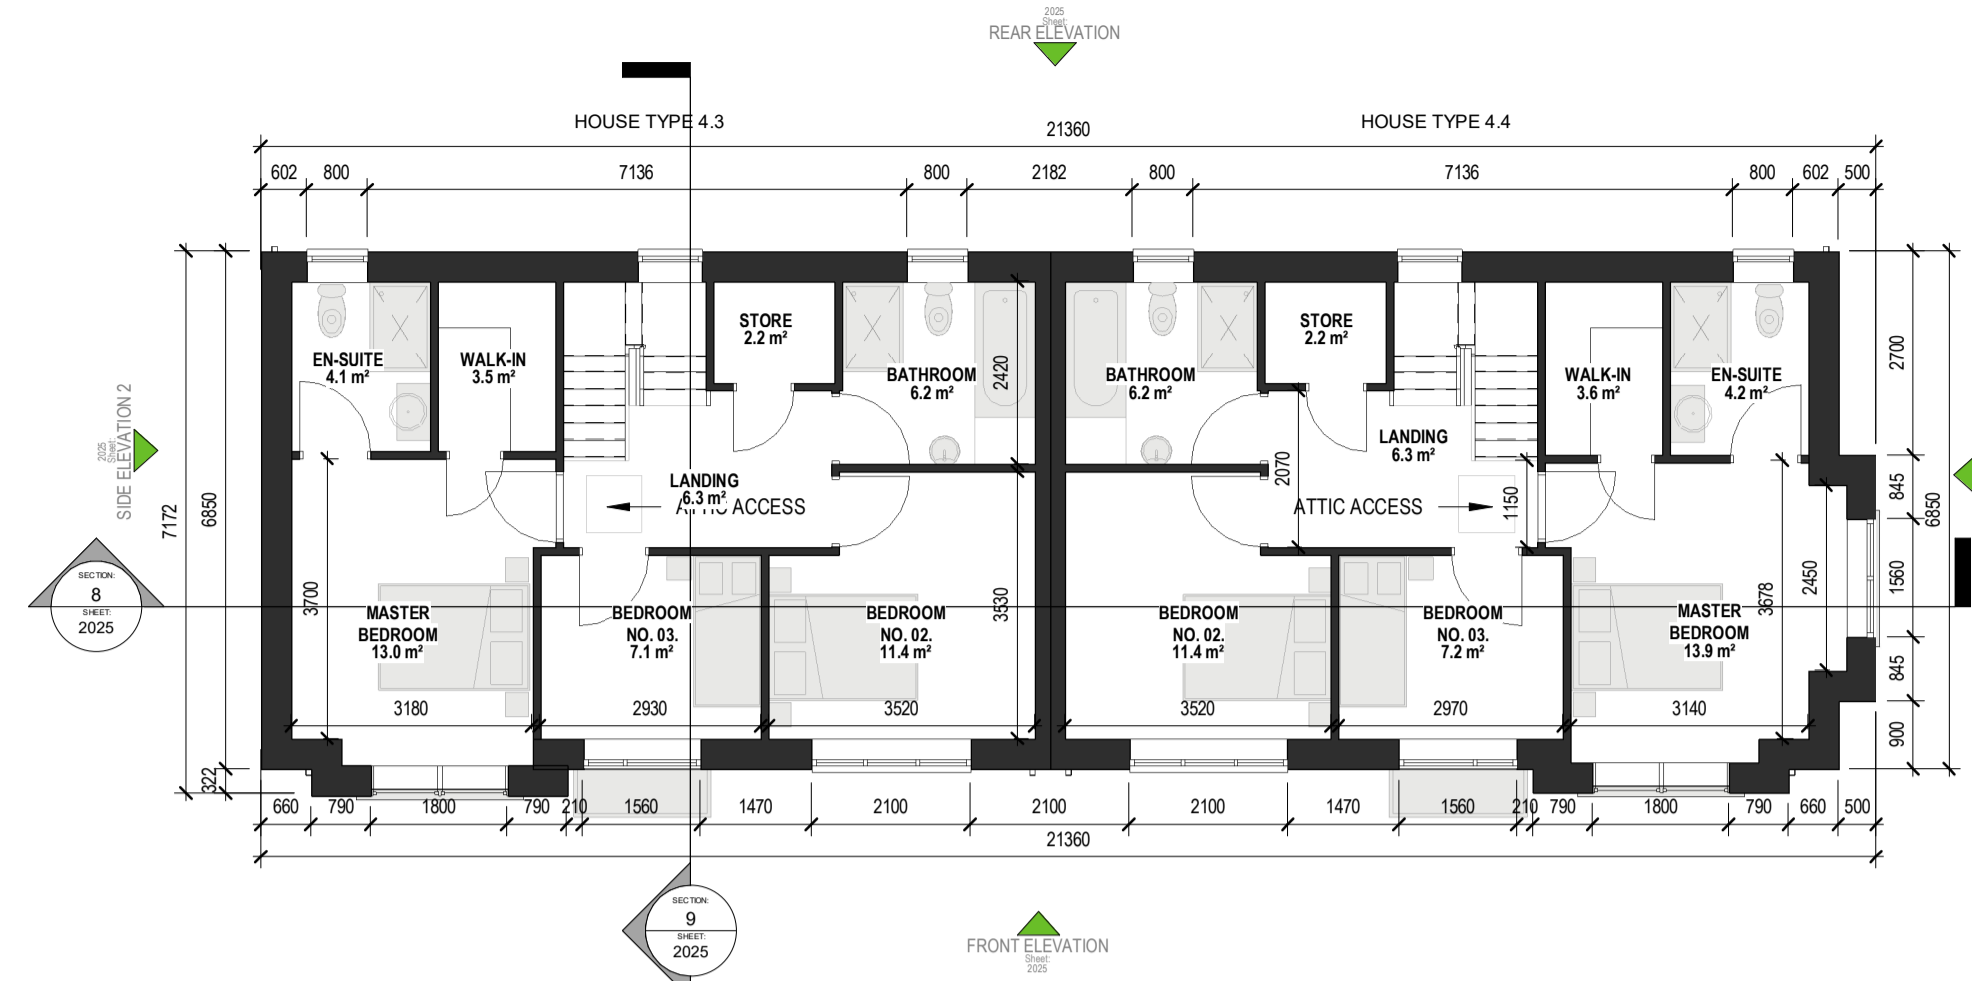 2025
Sheet:
REAR ELEVATION
HOUSE TYPE 4.3
21360
HOUSE TYPE 4.4
602 800 7136 800 2182 800 7136 800 602 500
EN-SUITE
4.1 m²
WALK-IN
3.5 m²
STORE
2.2 m²
BATHROOM
6.2 m²
2420
BATHROOM
6.2 m²
STORE
2.2 m²
LANDING
6.3 m²
WALK-IN
3.6 m²
EN-SUITE
4.2 m²
2700
2025
Sheet:
SIDE ELEVATION 2
7172
6850
322
LANDING
6.3 m²
ATTIC ACCESS
2070
ATTIC ACCESS
1150
845
6850
1560
845
900
SECTION:
8
SHEET:
2025
3700
MASTER
BEDROOM
13.0 m²
BEDROOM
NO. 03.
7.1 m²
BEDROOM
NO. 02.
11.4 m²
3530
BEDROOM
NO. 02.
11.4 m²
BEDROOM
NO. 03.
7.2 m²
MASTER
BEDROOM
13.9 m²
3678
2450
3180 2930 3520 3520 2970 3140
660 790 1800 790 210 1560 1470 2100 2100 2100 1470 1560 210 790 1800 790 660 500
21360
SECTION:
9
SHEET:
2025
FRONT ELEVATION
Sheet:
2025